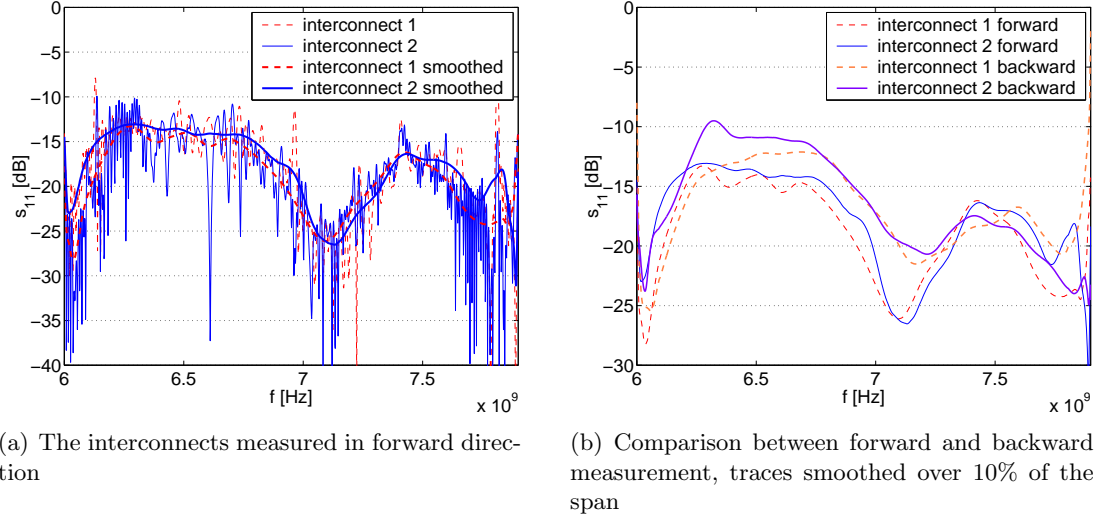 0
−5
−10
−15
−20
−25
−30
−35
−40
6
6.5
7
7.5
s11 [dB]
f [Hz]
x 10^9
interconnect 1
interconnect 2
interconnect 1 smoothed
interconnect 2 smoothed
(a) The interconnects measured in forward direc-
tion
0
−5
−10
−15
−20
−25
−30
6
6.5
7
7.5
s11 [dB]
f [Hz]
x 10^9
interconnect 1 forward
interconnect 2 forward
interconnect 1 backward
interconnect 2 backward
(b) Comparison between forward and backward
measurement, traces smoothed over 10% of the
span